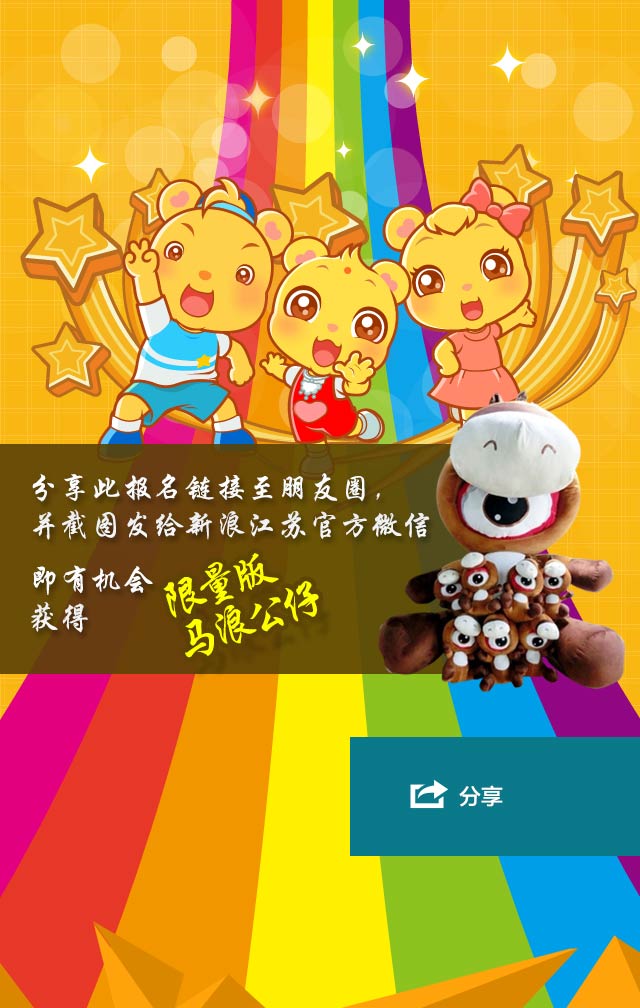 分享此报名链接至朋友圈，
并截图发给新浪江苏官方微信
即有机会
获得
限量版
马浪公仔
分享